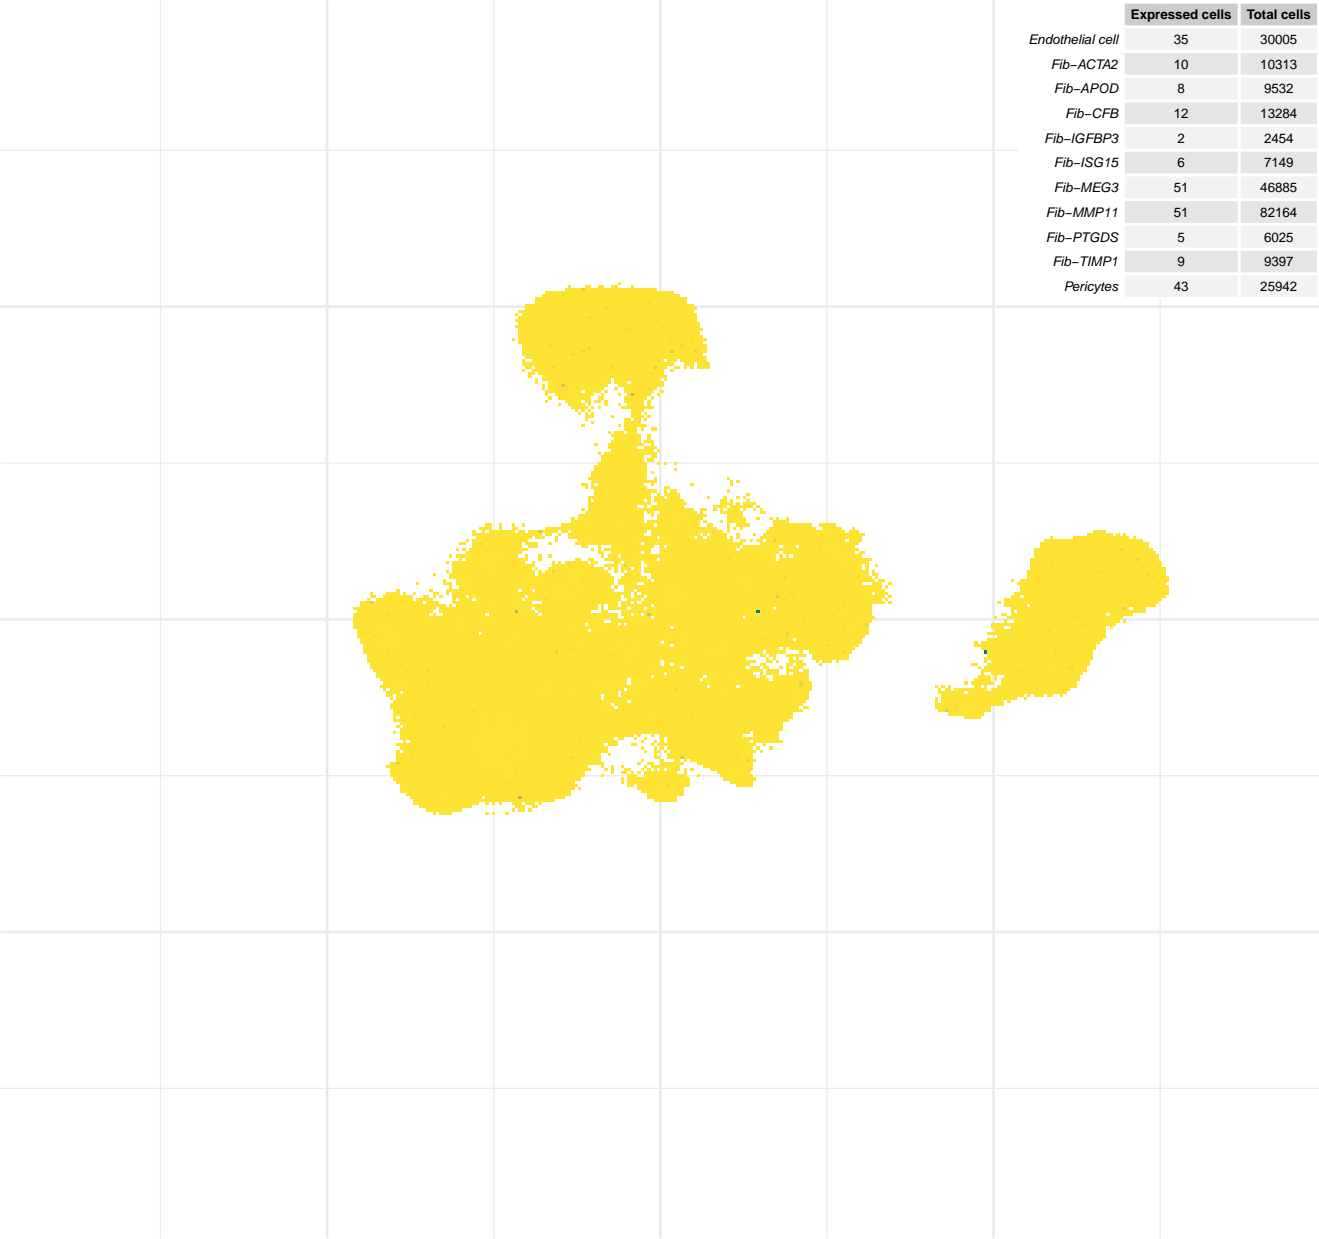 Expressed cells Total cells
Endothelial cell 35 30005
Fib−ACTA2 10 10313
Fib−APOD 8 9532
Fib−CFB 12 13284
Fib−IGFBP3 2 2454
Fib−ISG15 6 7149
Fib−MEG3 51 46885
Fib−MMP11 51 82164
Fib−PTGDS 5 6025
Fib−TIMP1 9 9397
Pericytes 43 25942